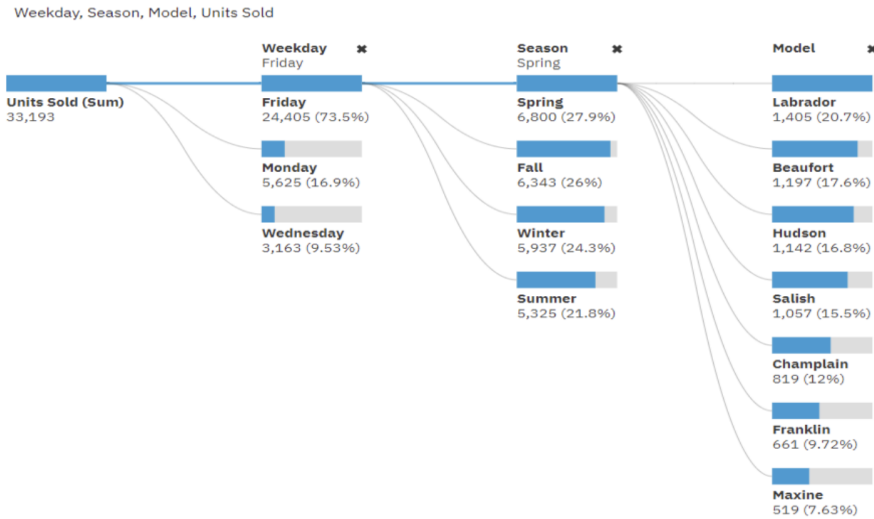 Weekday, Season, Model, Units Sold
Weekday ✖
Friday
Season ✖
Spring
Model ✖
Units Sold (Sum)
33,193
Friday
24,405 (73.5%)
Monday
5,625 (16.9%)
Wednesday
3,163 (9.53%)
Spring
6,800 (27.9%)
Fall
6,343 (26%)
Winter
5,937 (24.3%)
Summer
5,325 (21.8%)
Labrador
1,405 (20.7%)
Beaufort
1,197 (17.6%)
Hudson
1,142 (16.8%)
Salish
1,057 (15.5%)
Champlain
819 (12%)
Franklin
661 (9.72%)
Maxine
519 (7.63%)